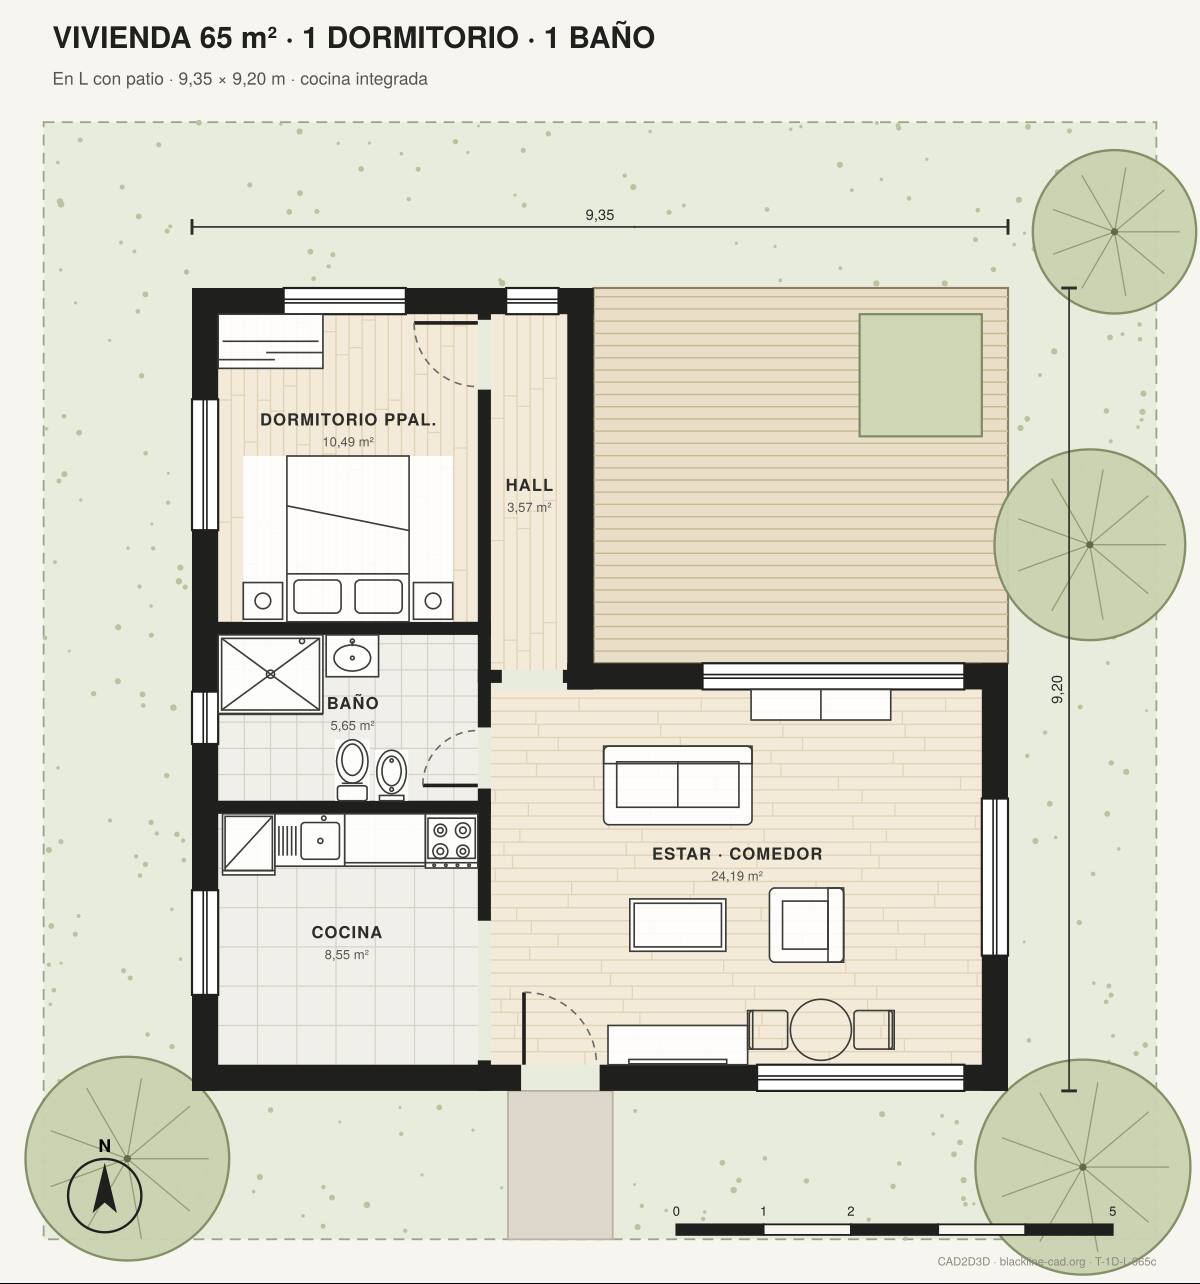 VIVIENDA 65 m² · 1 DORMITORIO · 1 BAÑO
En L con patio · 9,35 × 9,20 m · cocina integrada
9,35
DORMITORIO PPAL.
10,49 m²
HALL
3,57 m²
9,20
BAÑO
5,65 m²
ESTAR · COMEDOR
24,19 m²
COCINA
8,55 m²
N
0 1 2 5
CAD2D3D · blackline-cad.org · T-1D-L-065c